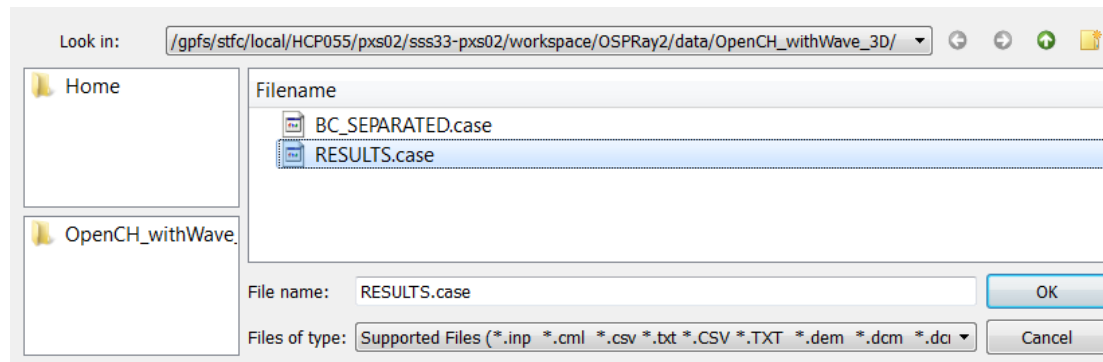 Look in: /gpfs/stfc/local/HCP055/pxs02/sss33-pxs02/workspace/OSPRay2/data/OpenCH_withWave_3D/
Home
Filename
BC_SEPARATED.case
RESULTS.case
OpenCH_withWave_
File name: RESULTS.case OK
Files of type: Supported Files (*.inp *.cml *.csv *.txt *.CSV *.TXT *.dem *.dcm *.dcm Cancel